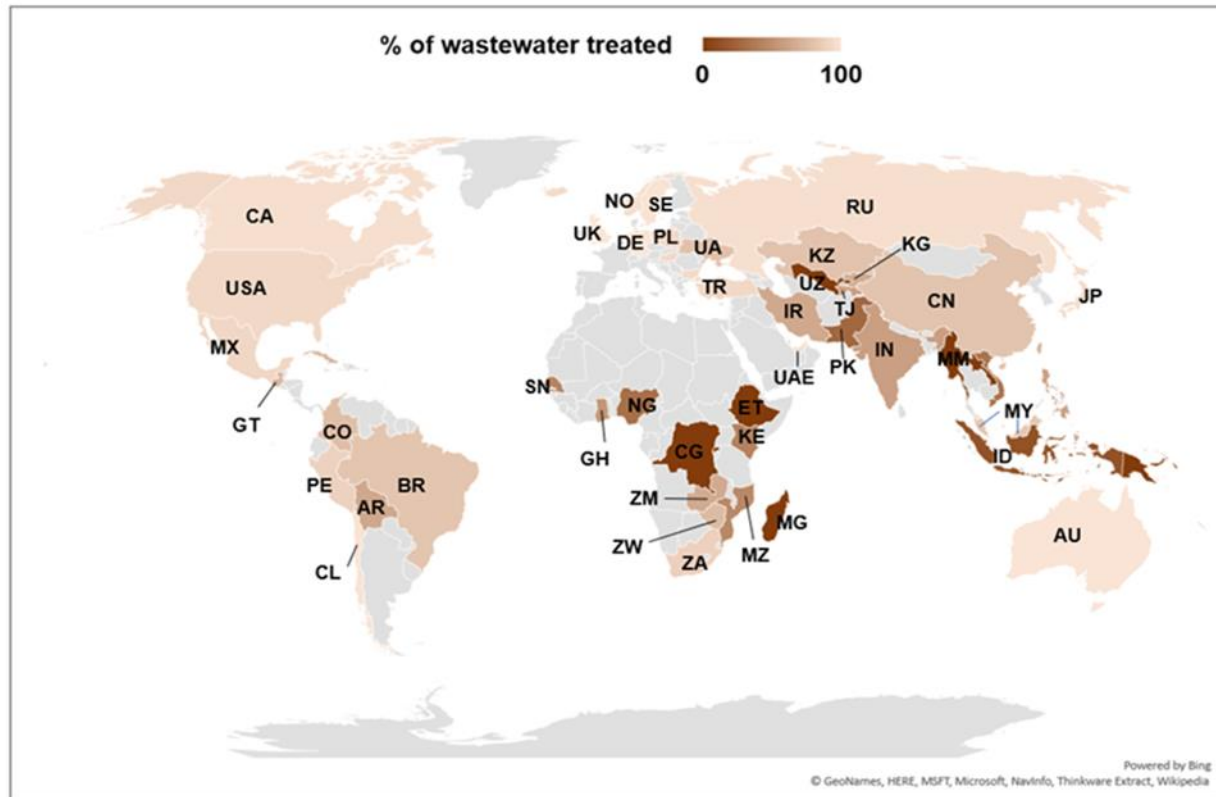 % of wastewater treated
0 100
NO SE
CA RU
UK DE PL UA KZ KG
USA TR UZ CN JP
IR TJ
MX IN MM
UAE PK
SN
GT NG ET MY
CO KE
GH CG ID
PE BR
AR ZM MG
AU
ZW MZ
CL ZA
Powered by Bing
© GeoNames, HERE, MSFT, Microsoft, NavInfo, Thinkware Extract, Wikipedia